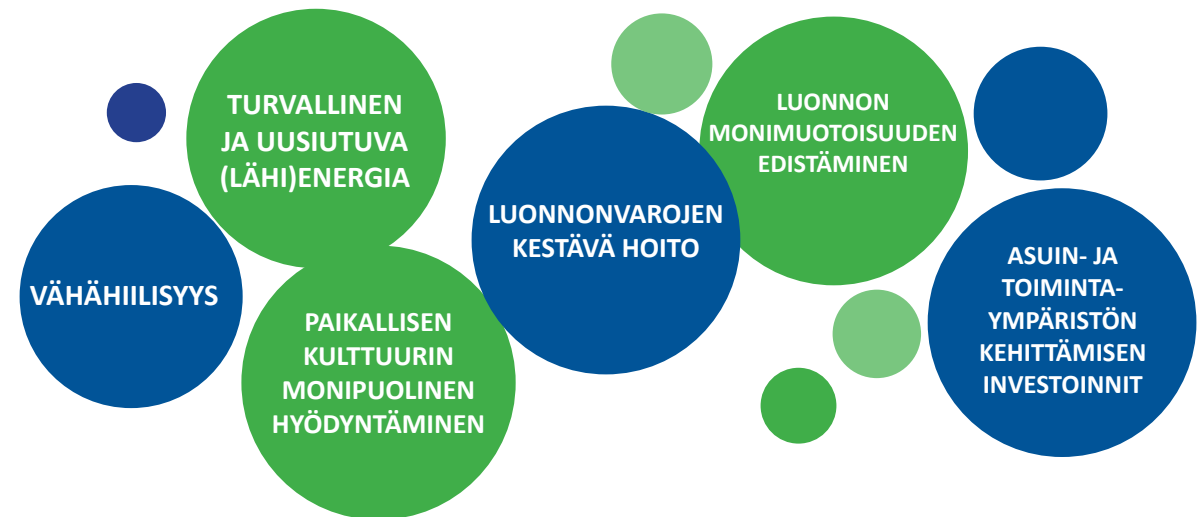 TURVALLINEN
JA UUSIUTUVA
(LÄHI)ENERGIA
VÄHÄHIILISYYS
PAIKALLISEN
KULTTUURIN
MONIPUOLINEN
HYÖDYNTÄMINEN
LUONNONVAROJEN
KESTÄVÄ HOITO
LUONNON
MONIMUOTOISUUDEN
EDISTÄMINEN
ASUIN- JA
TOIMINTA-
YMPÄRISTÖN
KEHITTÄMISEN
INVESTOINNIT